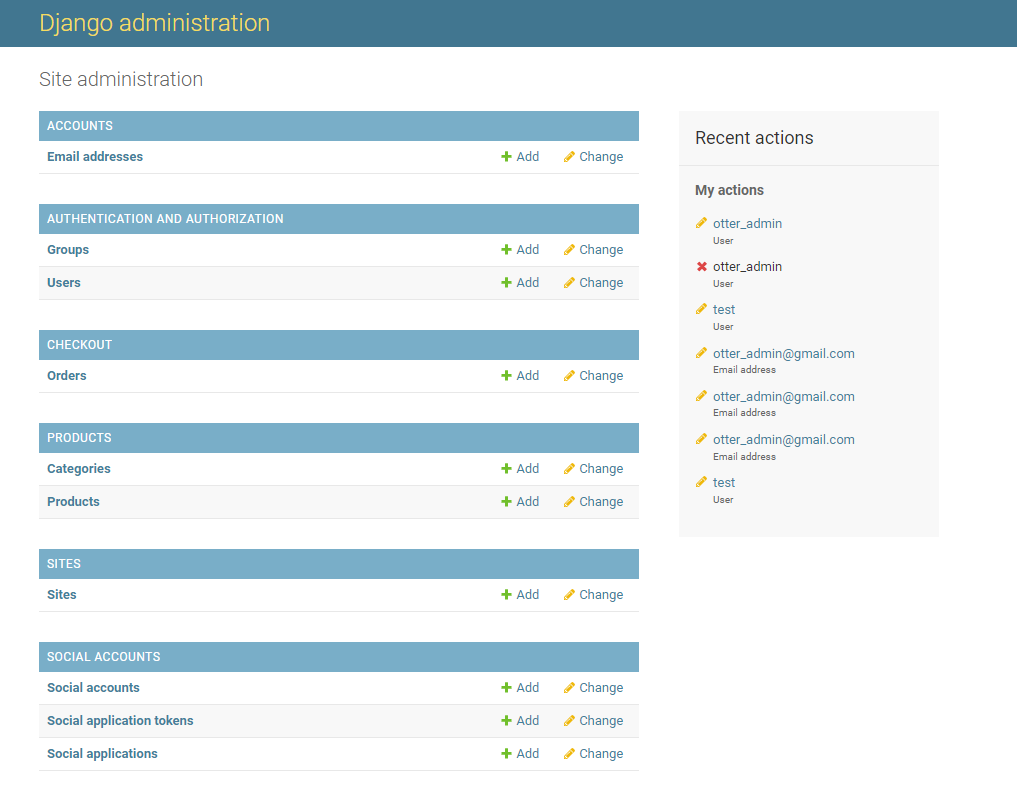 Django administration
Site administration
ACCOUNTS
Email addresses Add Change
AUTHENTICATION AND AUTHORIZATION
Groups Add Change
Users Add Change
CHECKOUT
Orders Add Change
PRODUCTS
Categories Add Change
Products Add Change
SITES
Sites Add Change
SOCIAL ACCOUNTS
Social accounts Add Change
Social application tokens Add Change
Social applications Add Change
Recent actions
My actions
otter_admin
User
otter_admin
User
test
User
otter_admin@gmail.com
Email address
otter_admin@gmail.com
Email address
otter_admin@gmail.com
Email address
test
User